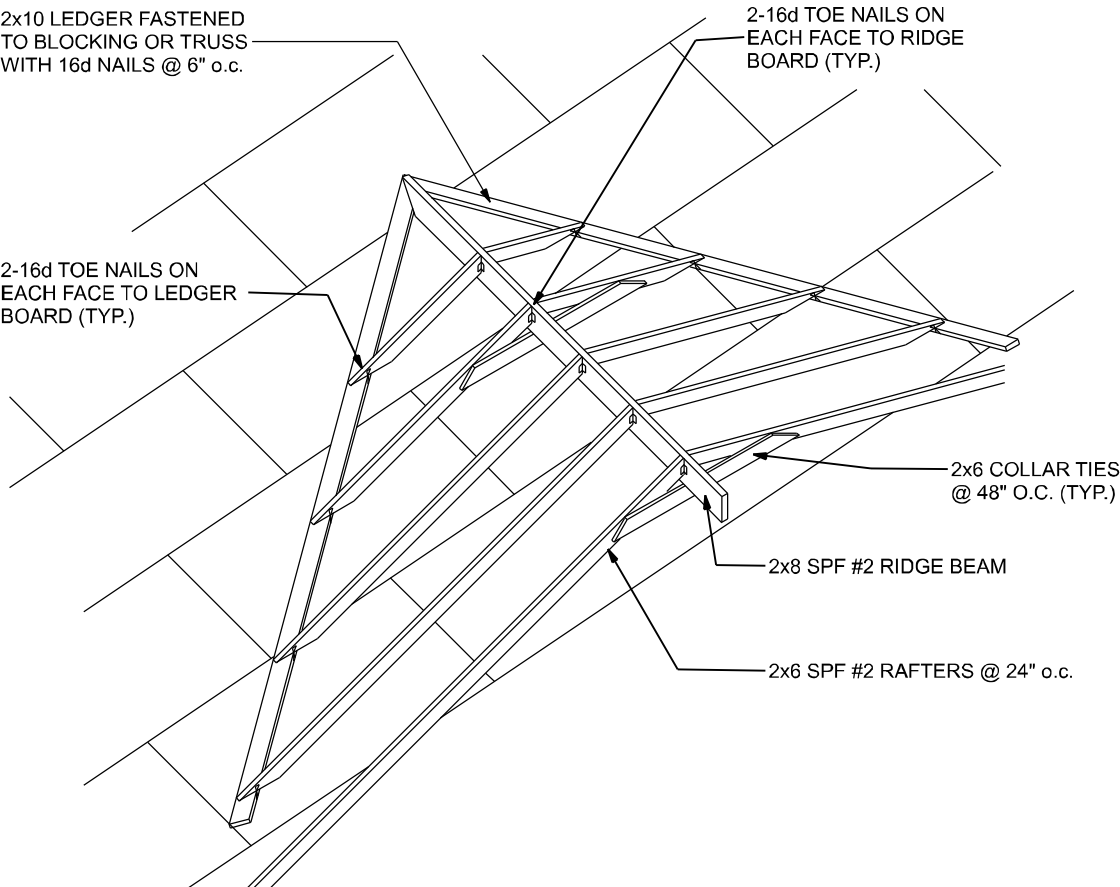 2x10 LEDGER FASTENED
TO BLOCKING OR TRUSS
WITH 16d NAILS @ 6" o.c.
2-16d TOE NAILS ON
EACH FACE TO RIDGE
BOARD (TYP.)
2-16d TOE NAILS ON
EACH FACE TO LEDGER
BOARD (TYP.)
2x6 COLLAR TIES
@ 48" O.C. (TYP.)
2x8 SPF #2 RIDGE BEAM
2x6 SPF #2 RAFTERS @ 24" o.c.